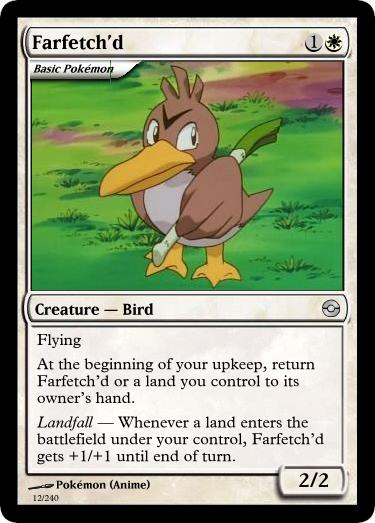 Farfetch'd 1
Basic Pokémon
Creature — Bird
Flying
At the beginning of your upkeep, return
Farfetch'd or a land you control to its
owner's hand.
Landfall — Whenever a land enters the
battlefield under your control, Farfetch'd
gets +1/+1 until end of turn.
2/2
Pokémon (Anime)
12/240